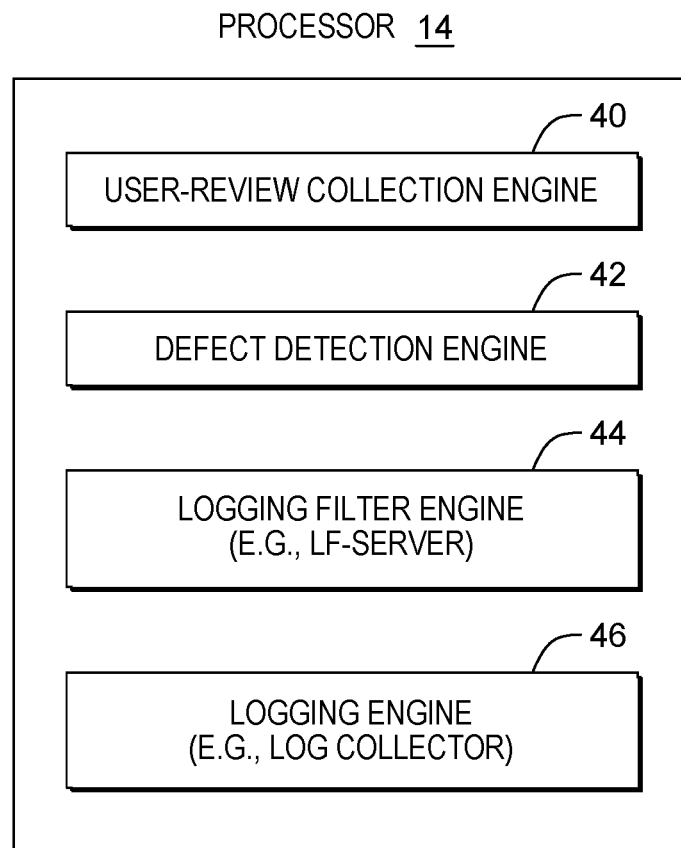 PROCESSOR 14
40
USER-REVIEW COLLECTION ENGINE
42
DEFECT DETECTION ENGINE
44
LOGGING FILTER ENGINE
(E.G., LF-SERVER)
46
LOGGING ENGINE
(E.G., LOG COLLECTOR)